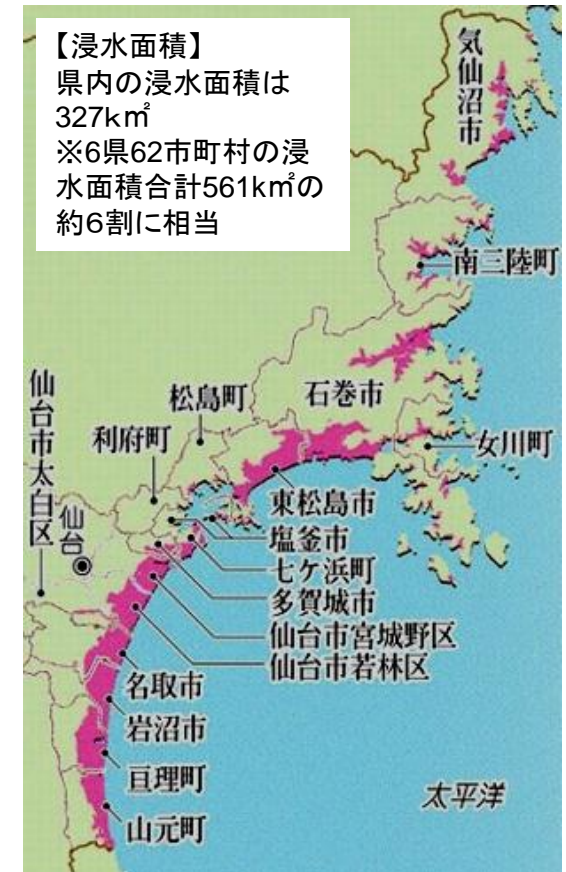 【浸水面積】
県内の浸水面積は
327k㎡
※6県62市町村の浸
水面積合計561k㎡の
約6割に相当
気仙沼市
南三陸町
石巻市
松島町
利府町
女川町
仙台市太白区
仙台
東松島市
塩釜市
七ケ浜町
多賀城市
仙台市宮城野区
仙台市若林区
名取市
岩沼市
亘理町
山元町
太平洋